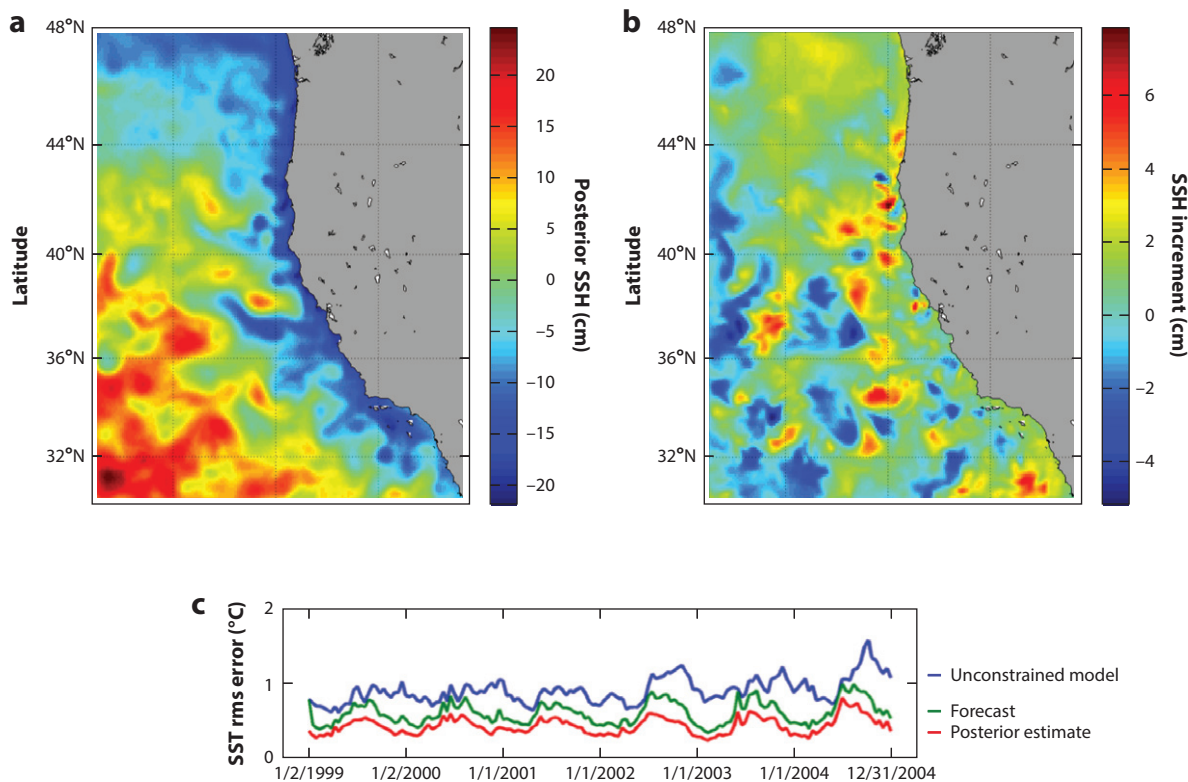 a
48°N
44°N
40°N
36°N
32°N
Latitude
20
15
10
5
0
−5
−10
−15
−20
Posterior SSH (cm)
b
48°N
44°N
40°N
36°N
32°N
Latitude
6
4
2
0
−2
−4
SSH increment (cm)
c
SST rms error (°C)
2
1
0
1/2/1999 1/2/2000 1/1/2001 1/1/2002 1/1/2003 1/1/2004 12/31/2004
Unconstrained model
Forecast
Posterior estimate